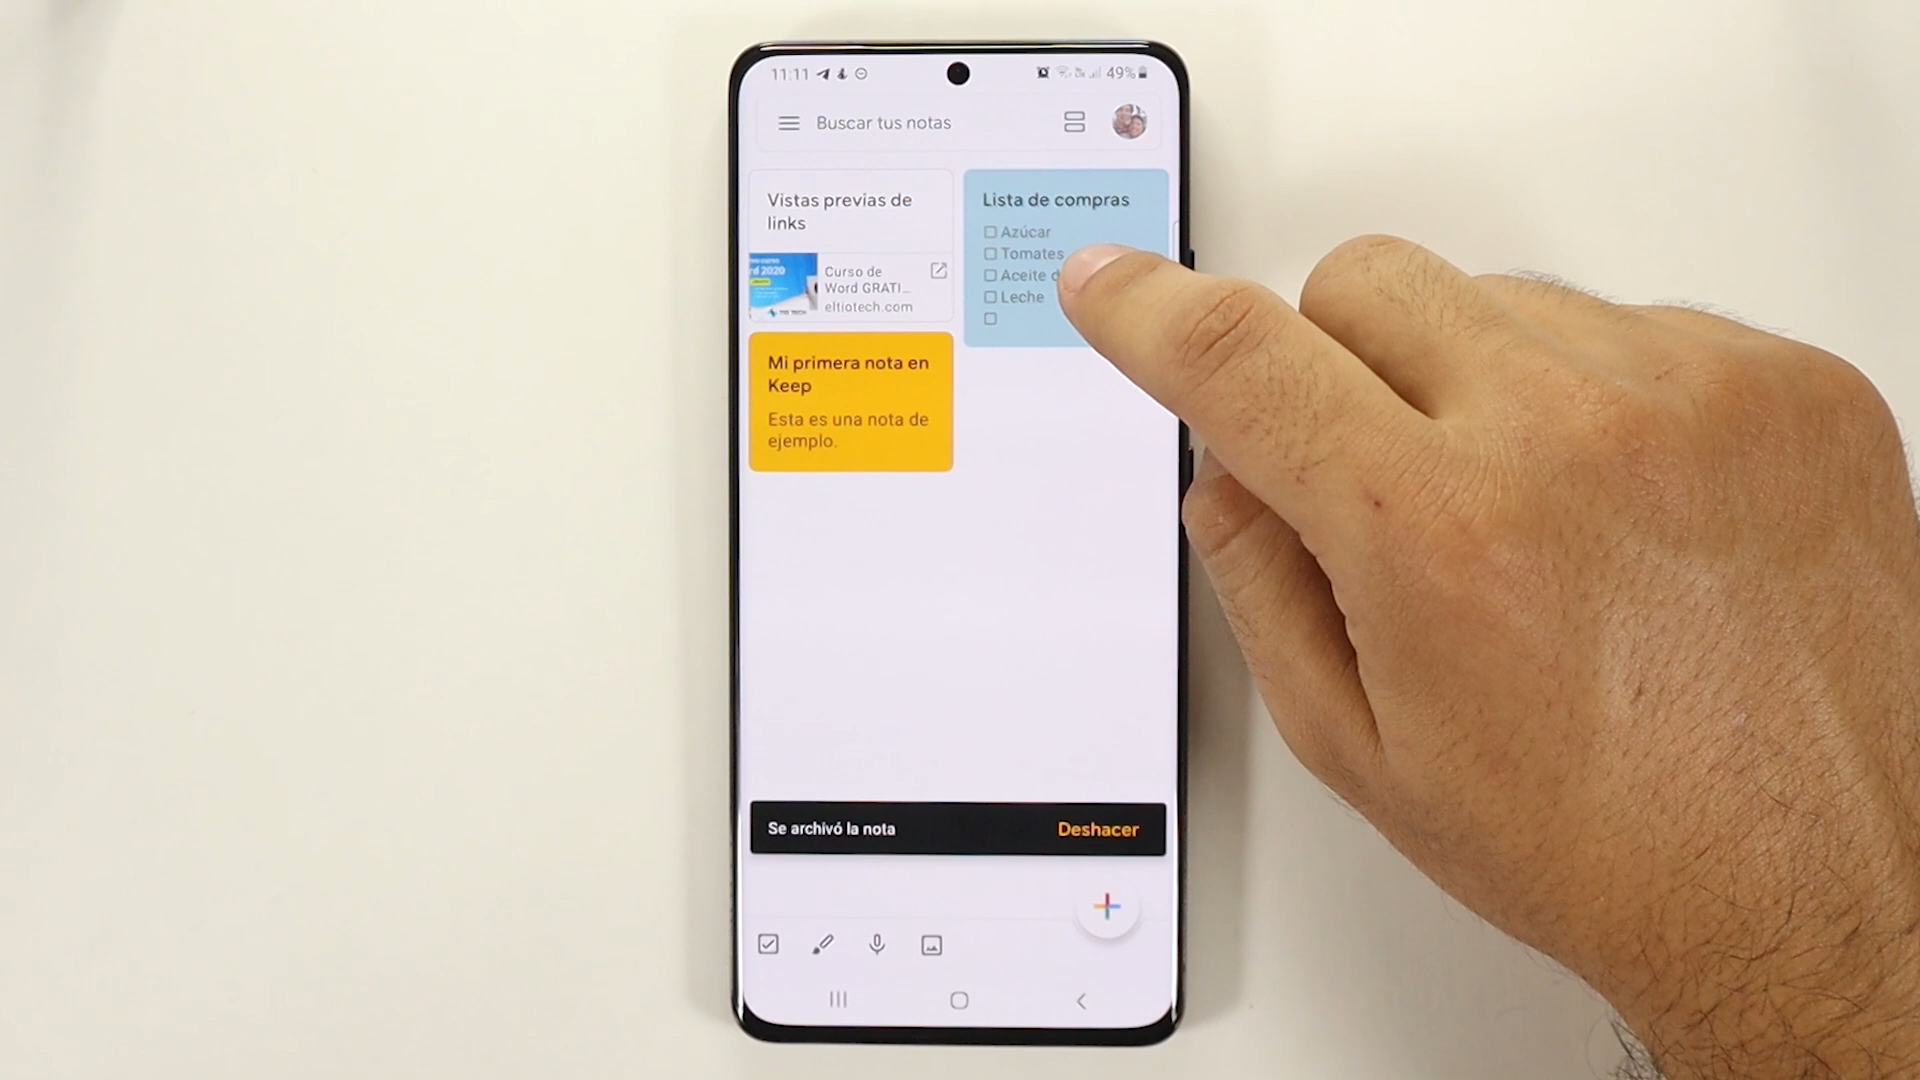 11:11
49%
Buscar tus notas
Vistas previas de
links
rd 2020
Curso de
Word GRATI...
eltiotech.com
Lista de compras
Azúcar
Tomates
Aceite d
Leche
Mi primera nota en
Keep
Esta es una nota de
ejemplo.
Se archivó la nota
Deshacer